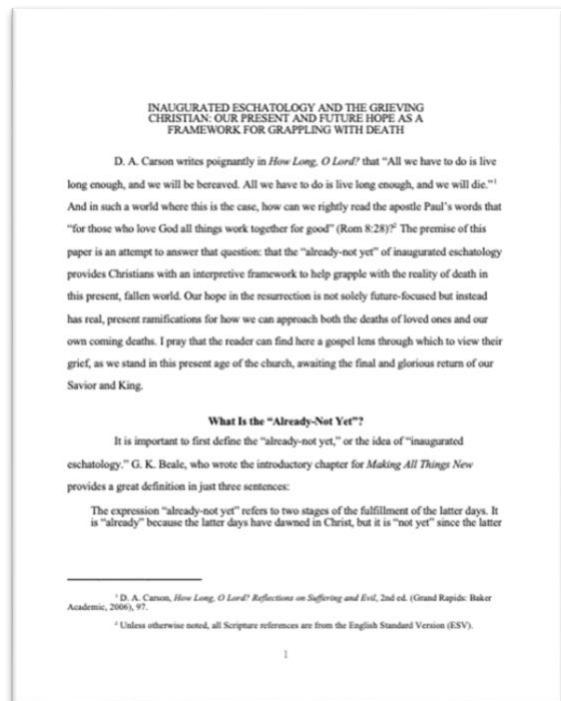 INAUGURATED ESCHATOLOGY AND THE GRIEVING
CHRISTIAN: OUR PRESENT AND FUTURE HOPE AS A
FRAMEWORK FOR GRAPPLING WITH DEATH
D. A. Carson writes poignantly in How Long, O Lord? that “All we have to do is live
long enough, and we will be bereaved. All we have to do is live long enough, and we will die.”1
And in such a world where this is the case, how can we rightly read the apostle Paul’s words that
“for those who love God all things work together for good” (Rom 8:28)?2 The premise of this
paper is an attempt to answer that question: that the “already-not yet” of inaugurated eschatology
provides Christians with an interpretive framework to help grapple with the reality of death in
this present, fallen world. Our hope in the resurrection is not solely future-focused but instead
has real, present ramifications for how we can approach both the deaths of loved ones and our
own coming deaths. I pray that the reader can find here a gospel lens through which to view their
grief, as we stand in this present age of the church, awaiting the final and glorious return of our
Savior and King.
What Is the “Already-Not Yet”?
It is important to first define the “already-not yet,” or the idea of “inaugurated
eschatology.” G. K. Beale, who wrote the introductory chapter for Making All Things New
provides a great definition in just three sentences:
The expression “already-not yet” refers to two stages of the fulfillment of the latter days. It
is “already” because the latter days have dawned in Christ, but it is “not yet” since the latter
1 D. A. Carson, How Long, O Lord? Reflections on Suffering and Evil, 2nd ed. (Grand Rapids: Baker
Academic, 2006), 97.
2 Unless otherwise noted, all Scripture references are from the English Standard Version (ESV).
1